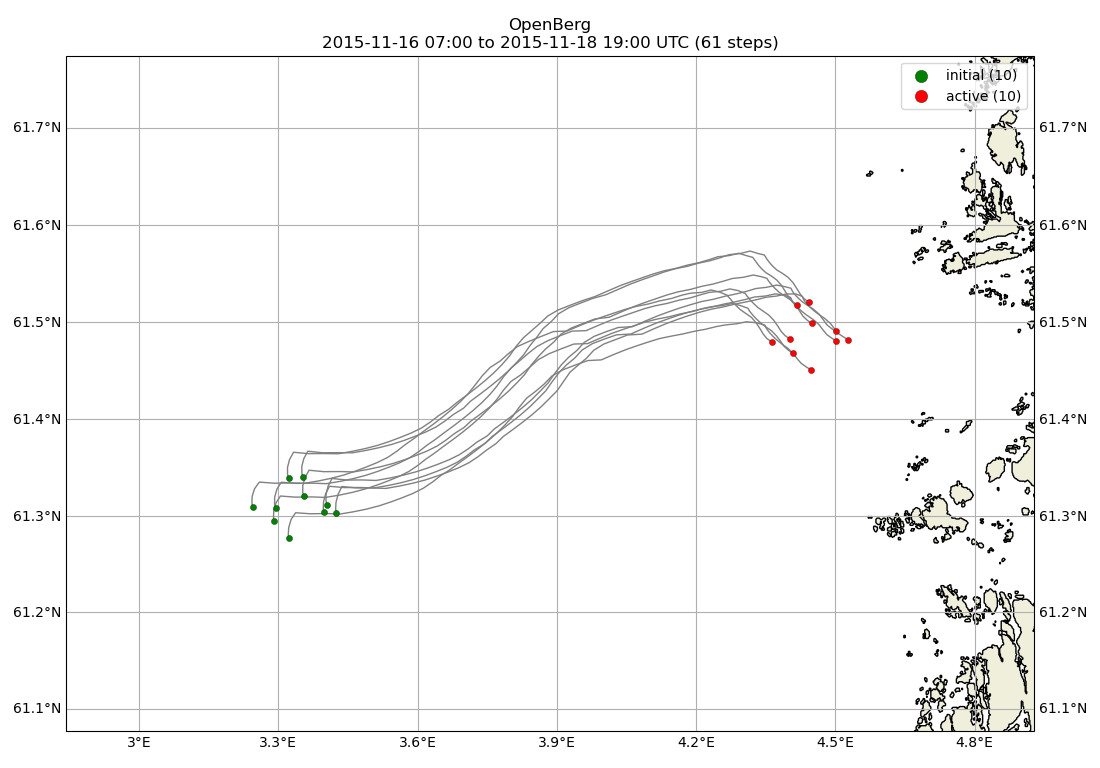 OpenBerg
2015-11-16 07:00 to 2015-11-18 19:00 UTC (61 steps)
initial (10)
active (10)
61.7°N
61.7°N
61.6°N
61.6°N
61.5°N
61.5°N
61.4°N
61.4°N
61.3°N
61.3°N
61.2°N
61.2°N
61.1°N
61.1°N
3°E
3.3°E
3.6°E
3.9°E
4.2°E
4.5°E
4.8°E